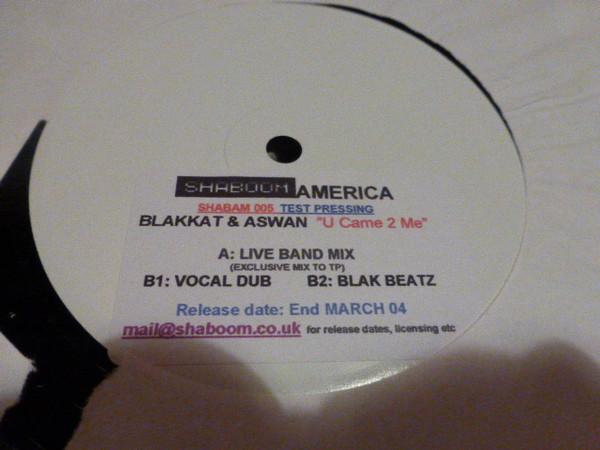 SHABOOM AMERICA
SHABAM 005 TEST PRESSING
BLAKKAT & ASWAN "U Came 2 Me"
A: LIVE BAND MIX
(EXCLUSIVE MIX TO TP)
B1: VOCAL DUB B2: BLAK BEATZ
Release date: End MARCH 04
mail@shaboom.co.uk for release dates, licensing etc